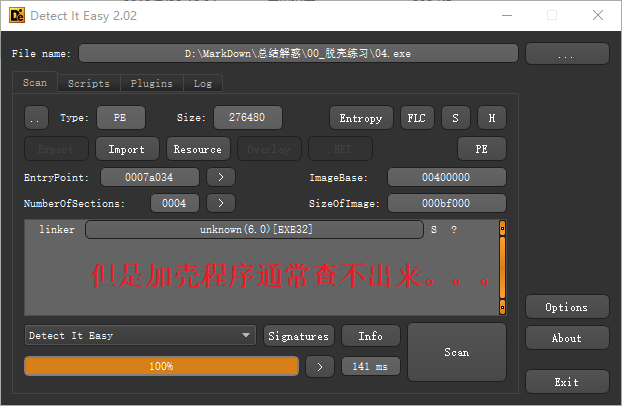 Detect It Easy 2.02
File name: D:\MarkDown\总结解惑\00_脱壳练习\04.exe ...
Scan Scripts Plugins Log
.. Type: PE Size: 276480 Entropy FLC S H
Export Import Resource Overlay .NET PE
EntryPoint: 0007a034 > ImageBase: 00400000
NumberOfSections: 0004 > SizeOfImage: 000bf000
linker unknown(6.0)[EXE32] S ?
但是加壳程序通常查不出来。。。
Options
Detect It Easy Signatures Info Scan About
100% > 141 ms Exit